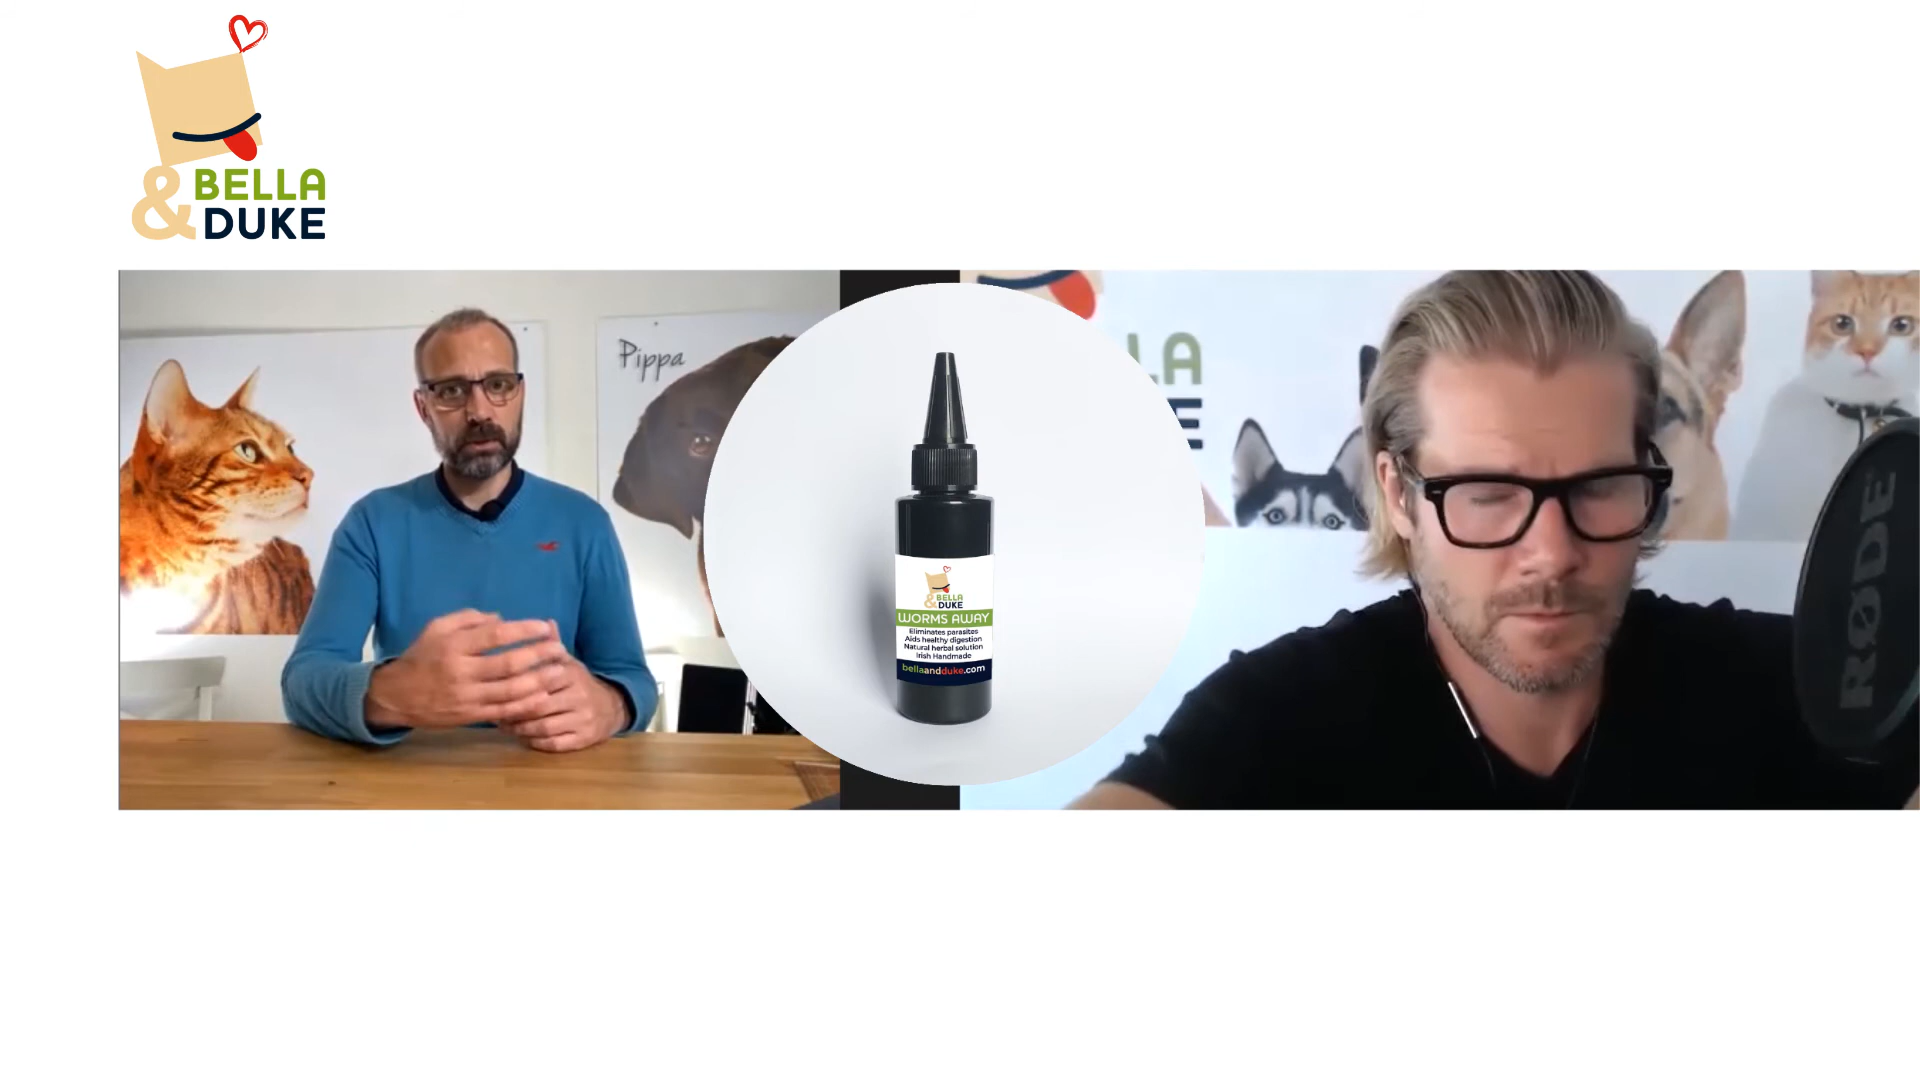 & BELLA
DUKE
Pippa
LA
E
BELLA
& DUKE
WORMS AWAY
Eliminates parasites
Aids healthy digestion
Natural herbal solution
Irish Handmade
bellaandduke.com
RØDE